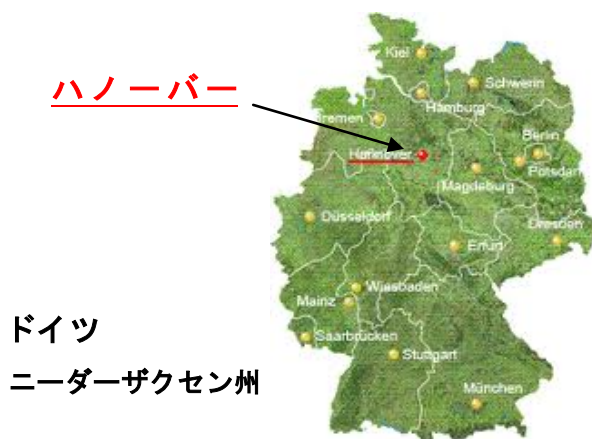 Kiel
Schwerin
ハノーバー
Hamburg
Bremen
Berlin
Hannover
Potsdam
Magdeburg
Düsseldorf
Dresden
Erfurt
Wiesbaden
Mainz
ドイツ
Saarbrücken
Stuttgart
ニーダーザクセン州
München